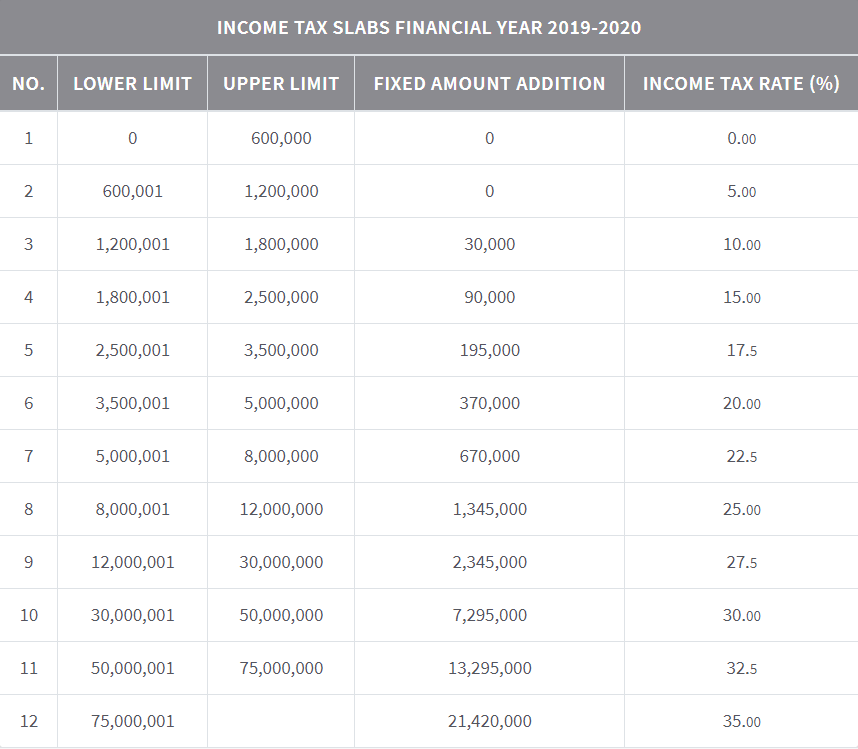 INCOME TAX SLABS FINANCIAL YEAR 2019-2020
NO. LOWER LIMIT UPPER LIMIT FIXED AMOUNT ADDITION INCOME TAX RATE (%)
1 0 600,000 0 0.00
2 600,001 1,200,000 0 5.00
3 1,200,001 1,800,000 30,000 10.00
4 1,800,001 2,500,000 90,000 15.00
5 2,500,001 3,500,000 195,000 17.5
6 3,500,001 5,000,000 370,000 20.00
7 5,000,001 8,000,000 670,000 22.5
8 8,000,001 12,000,000 1,345,000 25.00
9 12,000,001 30,000,000 2,345,000 27.5
10 30,000,001 50,000,000 7,295,000 30.00
11 50,000,001 75,000,000 13,295,000 32.5
12 75,000,001 21,420,000 35.00